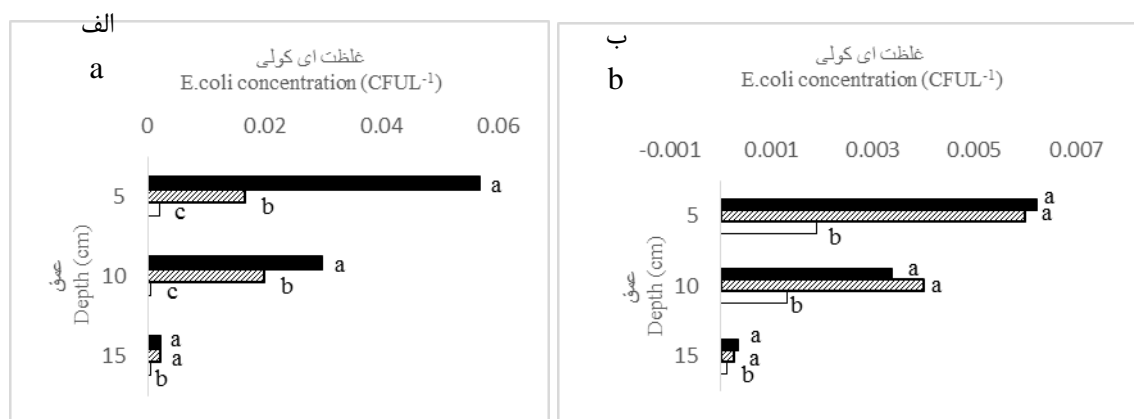 الف
a
غلظت ای کولی
E.coli concentration (CFUL⁻¹)
0 0.02 0.04 0.06
a
5
b
c
a
10
b
c
a
15
a
b
عمق
Depth (cm)
ب
b
غلظت ای کولی
E.coli concentration (CFUL⁻¹)
-0.001 0.001 0.003 0.005 0.007
a
5
a
b
a
10
a
b
a
15
a
b
عمق
Depth (cm)